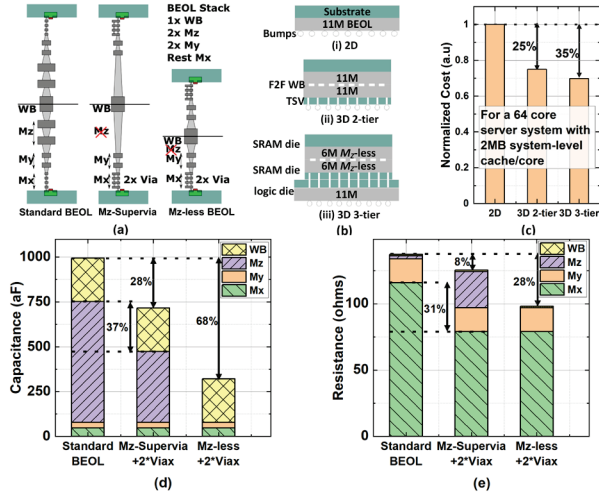 (a)
BEOL Stack
1x WB
2x Mz
2x My
Rest Mx
WB
Mz
My
Mx
2x Via
WB
Mz
My
Mx
2x Via
Standard BEOL
Mz-Supervia
Mz-less BEOL
(a)
(b)
Substrate
11M BEOL
Bumps
(i) 2D
11M
F2F WB
11M
TSV
(ii) 3D 2-tier
SRAM die
6M Mz-less
6M Mz-less
SRAM die
logic die
11M
(iii) 3D 3-tier
(c)
Normalized Cost (a.u)
1
0.8
0.6
0.4
0.2
0
25%
35%
For a 64 core
server system with
2MB system-level
cache/core
2D
3D 2-tier
3D 3-tier
Capacitance (aF)
1000
750
500
250
0
WB
Mz
My
Mx
28%
37%
68%
Standard
BEOL
Mz-Supervia
+2*Viax
Mz-less
+2*Viax
(d)
Resistance (ohms)
100
50
0
WB
Mz
My
Mx
8%
31%
28%
Standard
BEOL
Mz-Supervia
+2*Viax
Mz-less
+2*Viax
(e)